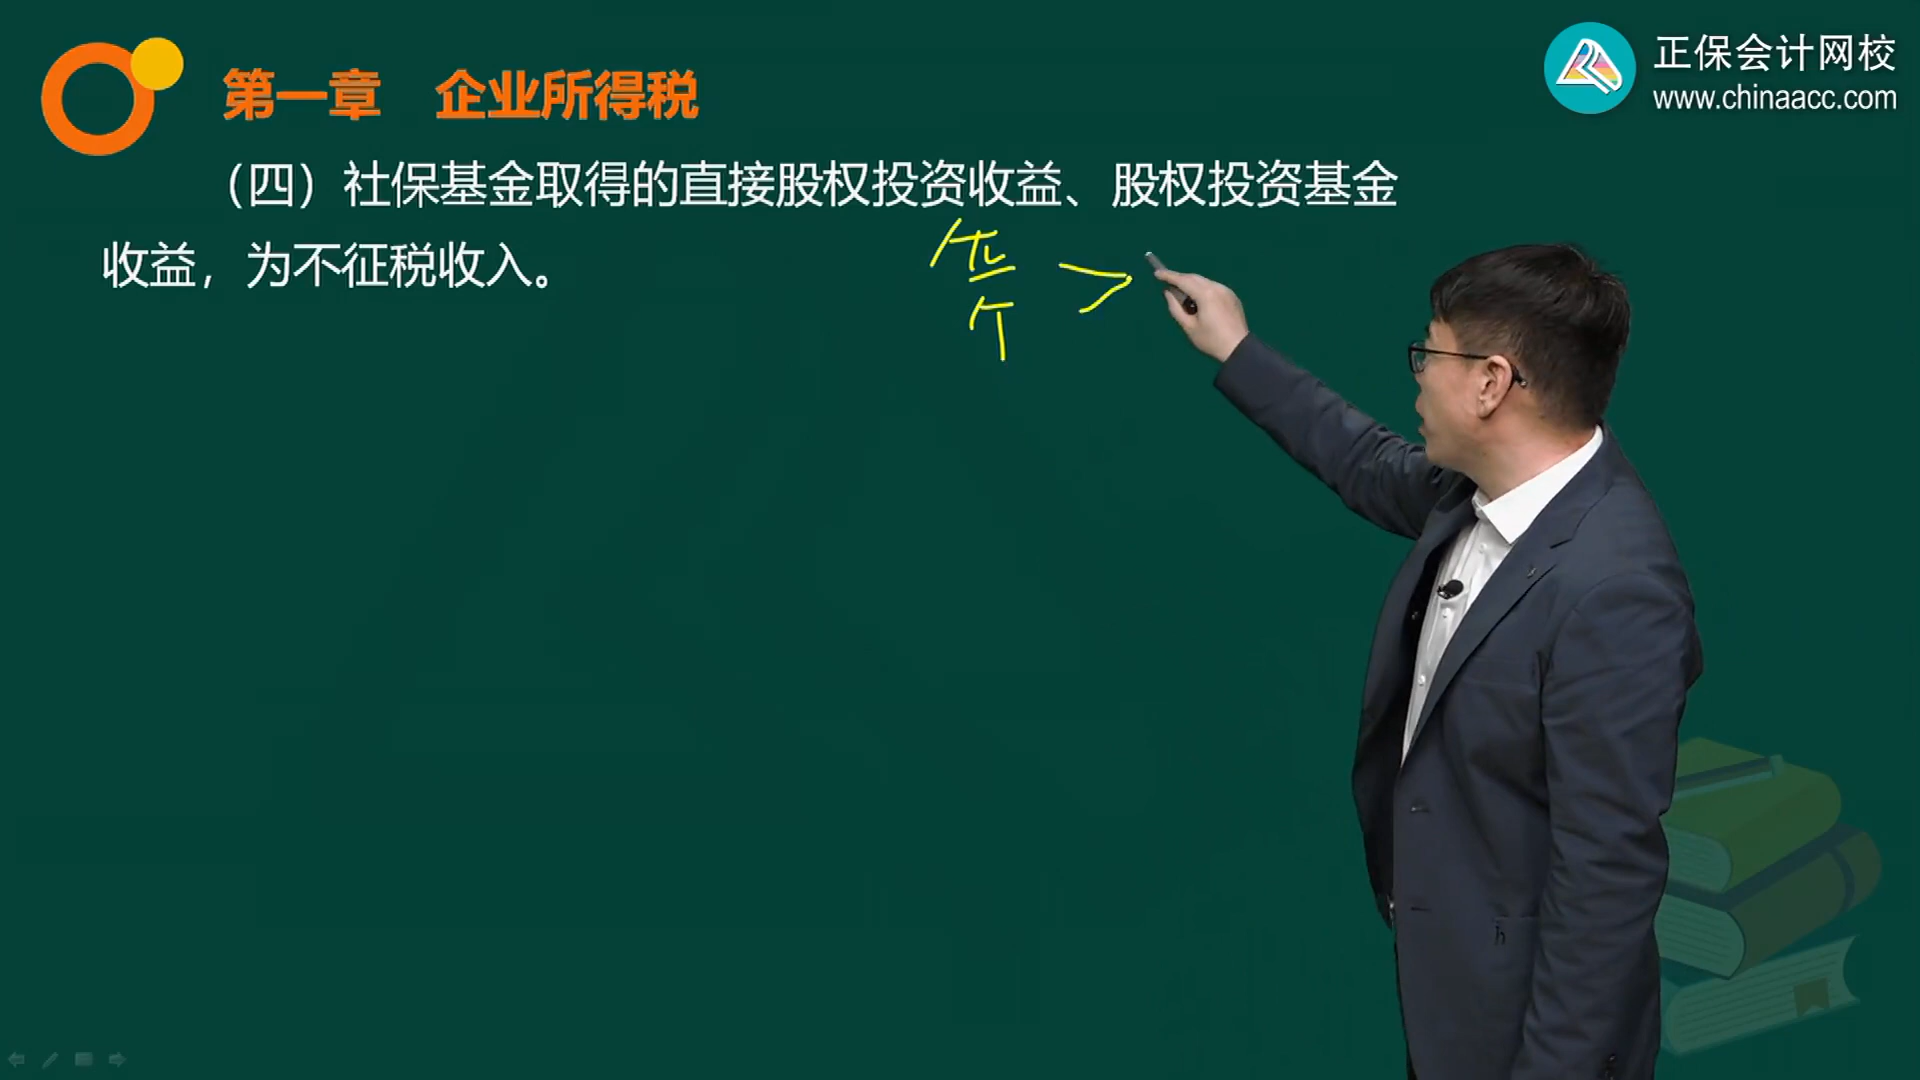 正保会计网校
www.chinaacc.com
第一章 企业所得税
（四）社保基金取得的直接股权投资收益、股权投资基金
收益，为不征税收入。
个